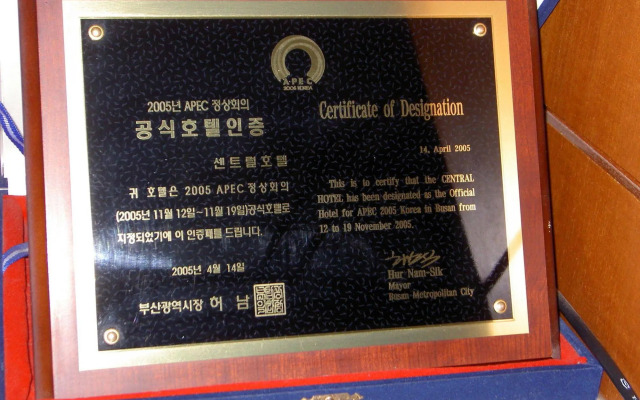 A·P·E·C
2005 KOREA
2005년 APEC 정상회의
공식호텔인증
센트럴호텔
귀 호텔은 2005 APEC 정상회의
(2005년 11월 12일~11월 19일)공식호텔로
지정되었기에 이 인증패를 드립니다.
2005년 4월 14일
부산광역시장 허 남
Certificate of Designation
14, April 2005
This is to certify that the CENTRAL
HOTEL has been designated as the Official
Hotel for APEC 2005 Korea in Busan from
12 to 19 November 2005.
Hur Nam-Sik
Mayor
Busan Metropolitan City